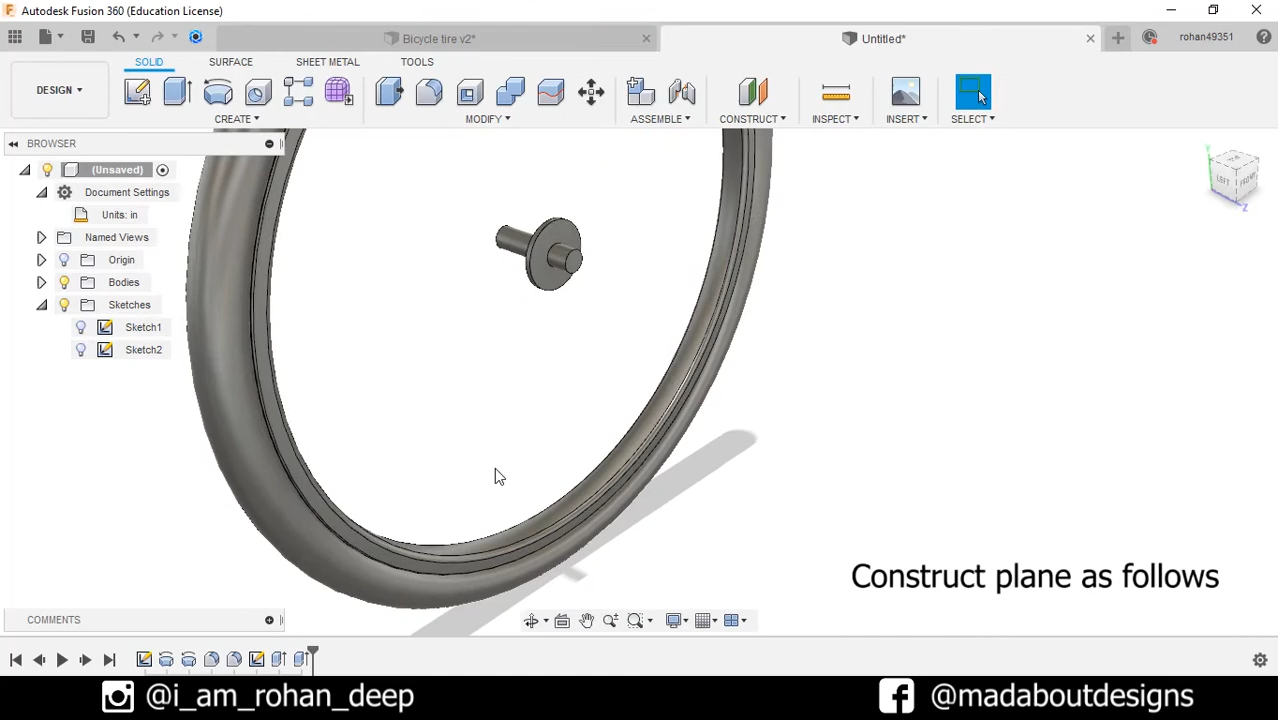 Autodesk Fusion 360 (Education License)
Bicycle tire v2*
Untitled*
rohan49351
SOLID SURFACE SHEET METAL TOOLS
DESIGN
CREATE MODIFY ASSEMBLE CONSTRUCT INSPECT INSERT SELECT
BROWSER
(Unsaved)
Document Settings
Units: in
Named Views
Origin
Bodies
Sketches
Sketch1
Sketch2
LEFT FRONT
Y
Z
Construct plane as follows
COMMENTS
@i_am_rohan_deep @madaboutdesigns